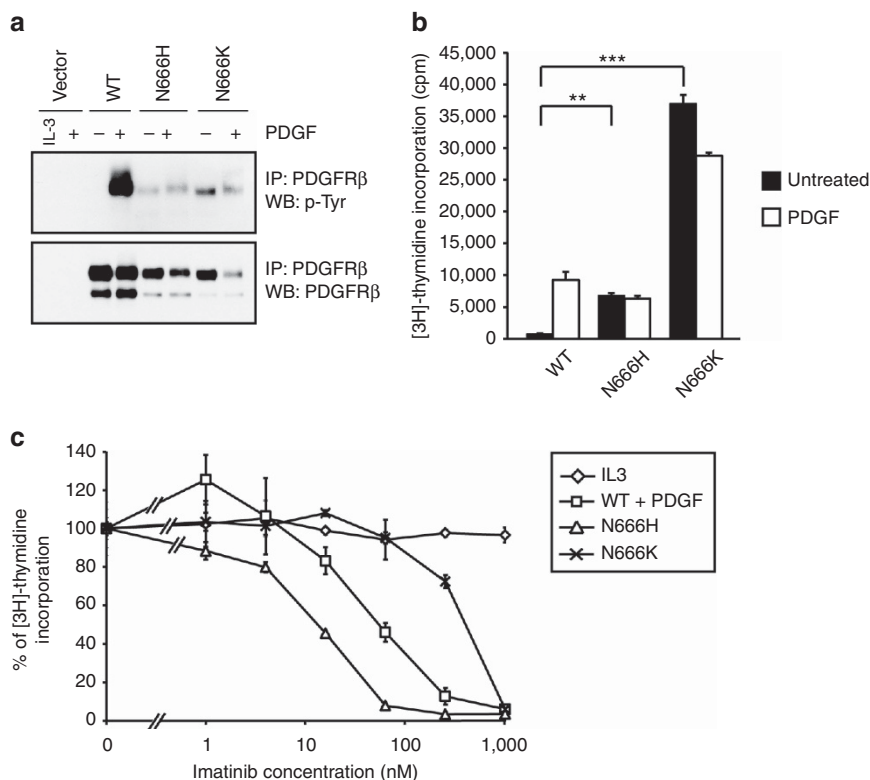 a
Vector
WT
N666H
N666K
IL-3
+ – + – + – + PDGF
IP: PDGFRβ
WB: p-Tyr
IP: PDGFRβ
WB: PDGFRβ
b
[3H]-thymidine incorporation (cpm)
45,000
40,000
35,000
30,000
25,000
20,000
15,000
10,000
5,000
0
***
**
WT
N666H
N666K
Untreated
PDGF
c
% of [3H]-thymidine
incorporation
140
120
100
80
60
40
20
0
0 1 10 100 1,000
Imatinib concentration (nM)
IL3
WT + PDGF
N666H
N666K